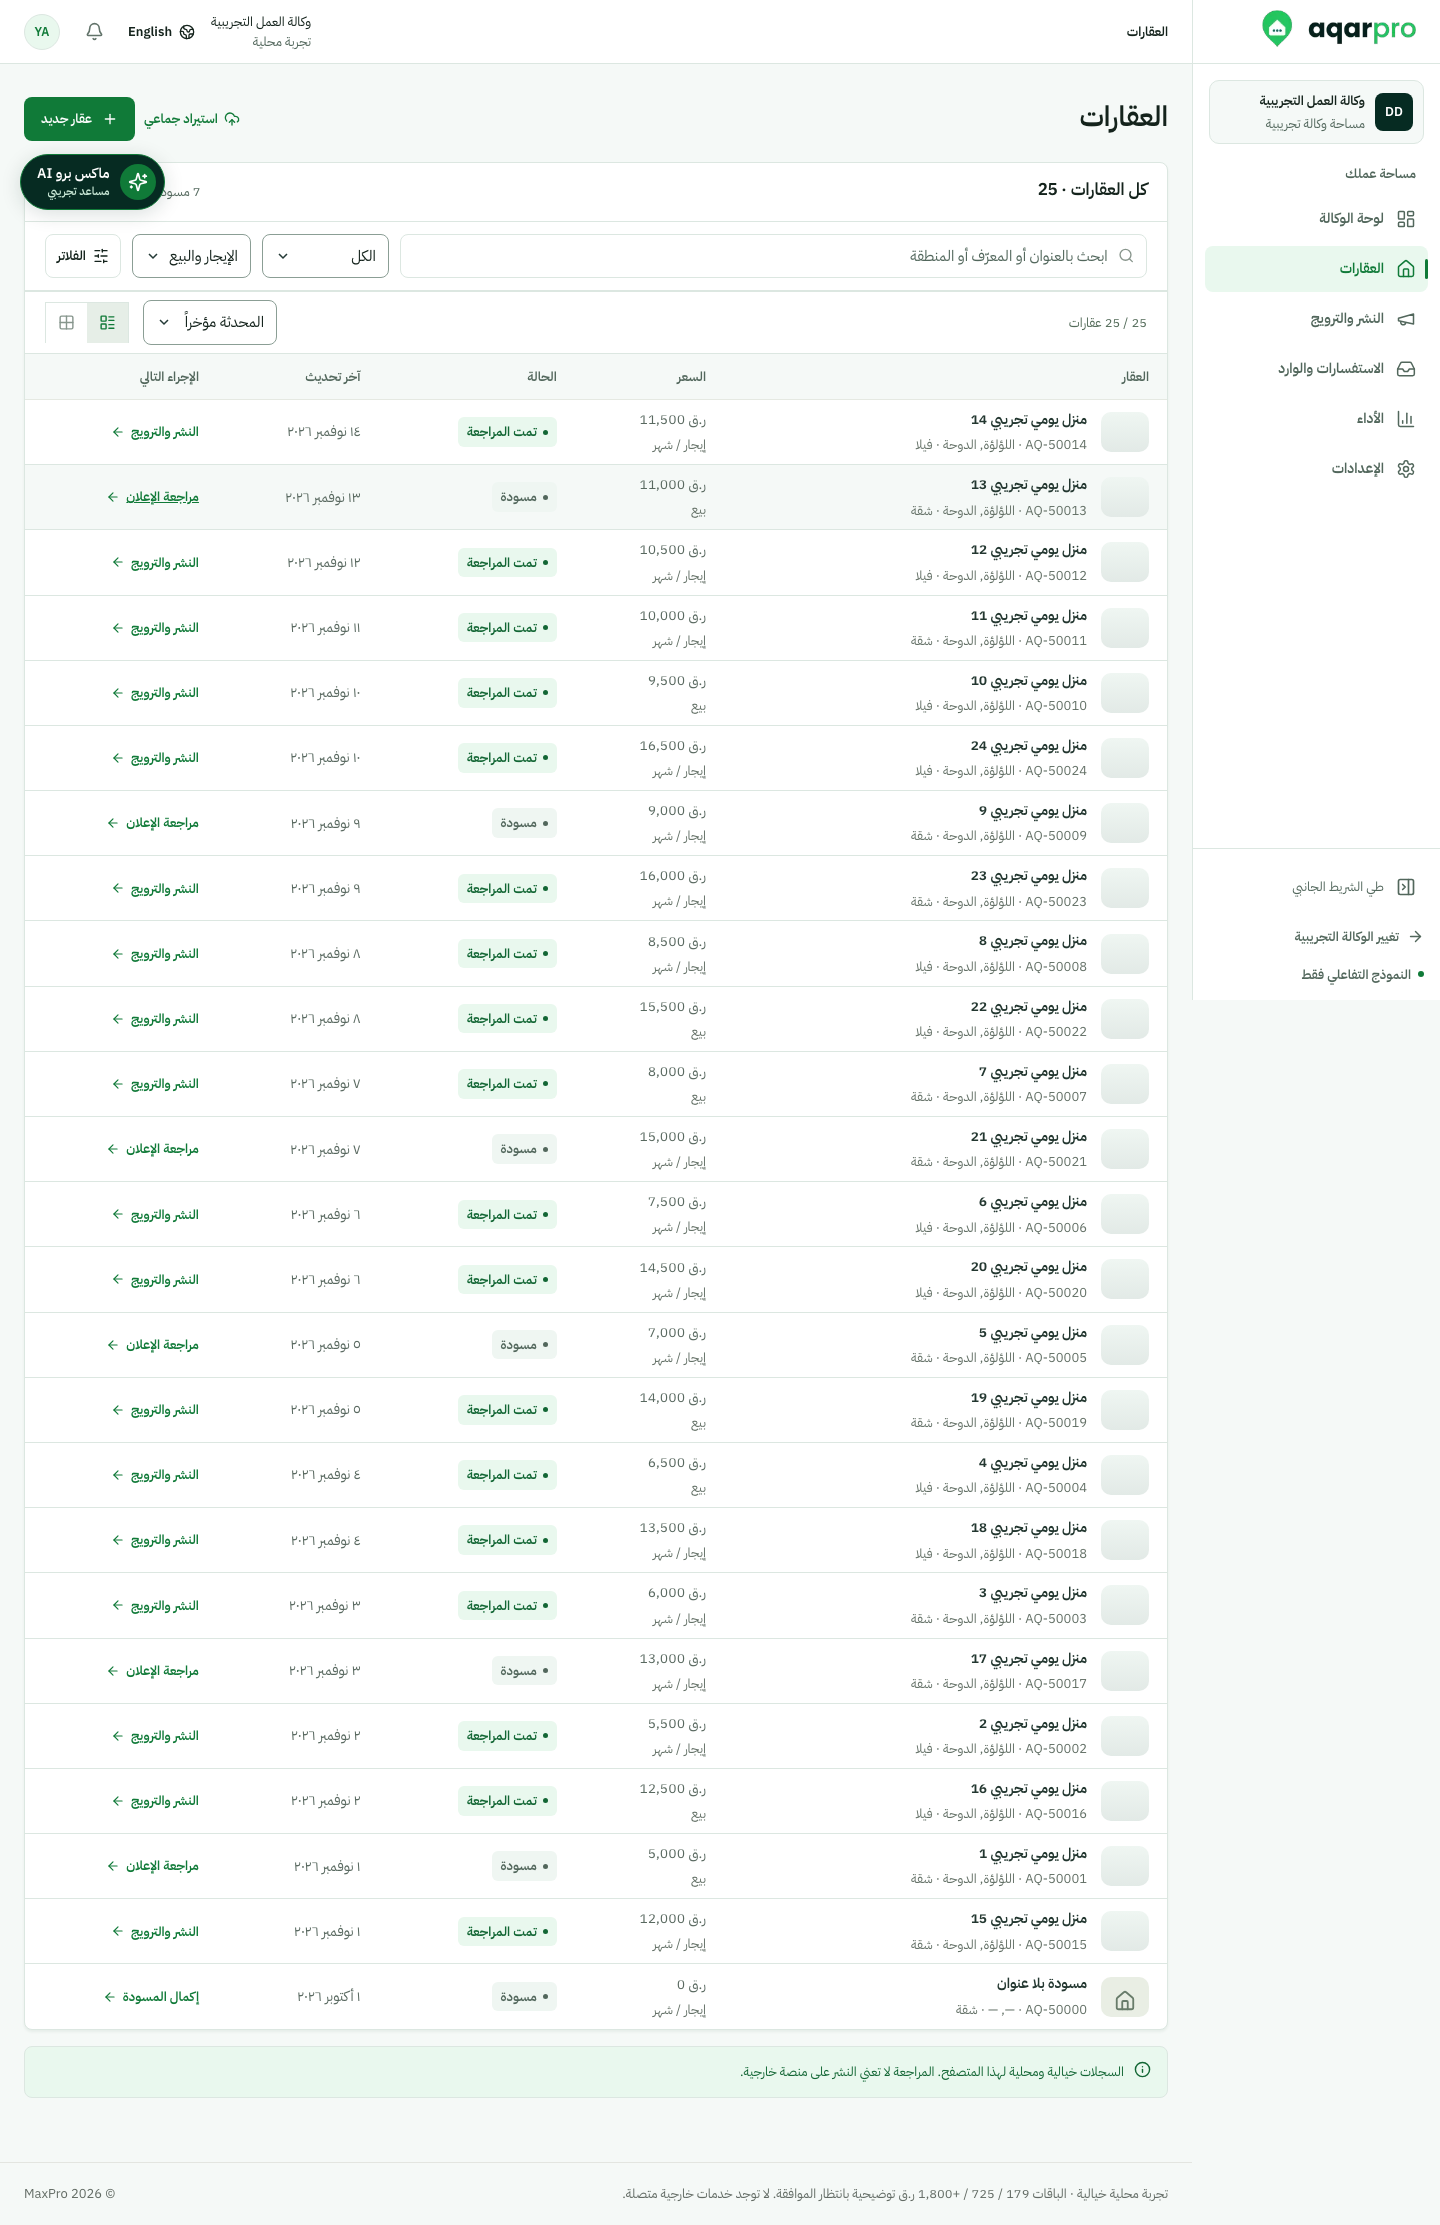 aqarpro
العقارات
وكالة العمل التجريبية
تجربة محلية
English
YA
DD
وكالة العمل التجريبية
مساحة وكالة تجريبية
مساحة عملك
لوحة الوكالة
العقارات
النشر والترويج
الاستفسارات والوارد
الأداء
الإعدادات
طي الشريط الجانبي
تغيير الوكالة التجريبية
النموذج التفاعلي فقط
العقارات
استيراد جماعي
عقار جديد
ماكس برو AI
مساعد تجريبي
كل العقارات · 25
7
ابحث بالعنوان أو المعرّف أو المنطقة
الكل
الإيجار والبيع
الفلاتر
25 / 25 عقارات
المحدثة مؤخراً
العقار السعر الحالة آخر تحديث الإجراء التالي
منزل يومي تجريبي 14 ر.ق 11,500 تمت المراجعة ١٤ نوفمبر ٢٠٢٦ النشر والترويج
AQ-50014 · اللؤلؤة, الدوحة · فيلا إيجار / شهر
منزل يومي تجريبي 13 ر.ق 11,000 مسودة ١٣ نوفمبر ٢٠٢٦ مراجعة الإعلان
AQ-50013 · اللؤلؤة, الدوحة · شقة بيع
منزل يومي تجريبي 12 ر.ق 10,500 تمت المراجعة ١٢ نوفمبر ٢٠٢٦ النشر والترويج
AQ-50012 · اللؤلؤة, الدوحة · فيلا إيجار / شهر
منزل يومي تجريبي 11 ر.ق 10,000 تمت المراجعة ١١ نوفمبر ٢٠٢٦ النشر والترويج
AQ-50011 · اللؤلؤة, الدوحة · شقة إيجار / شهر
منزل يومي تجريبي 10 ر.ق 9,500 تمت المراجعة ١٠ نوفمبر ٢٠٢٦ النشر والترويج
AQ-50010 · اللؤلؤة, الدوحة · فيلا بيع
منزل يومي تجريبي 24 ر.ق 16,500 تمت المراجعة ١٠ نوفمبر ٢٠٢٦ النشر والترويج
AQ-50024 · اللؤلؤة, الدوحة · فيلا إيجار / شهر
منزل يومي تجريبي 9 ر.ق 9,000 مسودة ٩ نوفمبر ٢٠٢٦ مراجعة الإعلان
AQ-50009 · اللؤلؤة, الدوحة · شقة إيجار / شهر
منزل يومي تجريبي 23 ر.ق 16,000 تمت المراجعة ٩ نوفمبر ٢٠٢٦ النشر والترويج
AQ-50023 · اللؤلؤة, الدوحة · شقة إيجار / شهر
منزل يومي تجريبي 8 ر.ق 8,500 تمت المراجعة ٨ نوفمبر ٢٠٢٦ النشر والترويج
AQ-50008 · اللؤلؤة, الدوحة · فيلا إيجار / شهر
منزل يومي تجريبي 22 ر.ق 15,500 تمت المراجعة ٨ نوفمبر ٢٠٢٦ النشر والترويج
AQ-50022 · اللؤلؤة, الدوحة · فيلا بيع
منزل يومي تجريبي 7 ر.ق 8,000 تمت المراجعة ٧ نوفمبر ٢٠٢٦ النشر والترويج
AQ-50007 · اللؤلؤة, الدوحة · شقة بيع
منزل يومي تجريبي 21 ر.ق 15,000 مسودة ٧ نوفمبر ٢٠٢٦ مراجعة الإعلان
AQ-50021 · اللؤلؤة, الدوحة · شقة إيجار / شهر
منزل يومي تجريبي 6 ر.ق 7,500 تمت المراجعة ٦ نوفمبر ٢٠٢٦ النشر والترويج
AQ-50006 · اللؤلؤة, الدوحة · فيلا إيجار / شهر
منزل يومي تجريبي 20 ر.ق 14,500 تمت المراجعة ٦ نوفمبر ٢٠٢٦ النشر والترويج
AQ-50020 · اللؤلؤة, الدوحة · فيلا إيجار / شهر
منزل يومي تجريبي 5 ر.ق 7,000 مسودة ٥ نوفمبر ٢٠٢٦ مراجعة الإعلان
AQ-50005 · اللؤلؤة, الدوحة · شقة إيجار / شهر
منزل يومي تجريبي 19 ر.ق 14,000 تمت المراجعة ٥ نوفمبر ٢٠٢٦ النشر والترويج
AQ-50019 · اللؤلؤة, الدوحة · شقة بيع
منزل يومي تجريبي 4 ر.ق 6,500 تمت المراجعة ٤ نوفمبر ٢٠٢٦ النشر والترويج
AQ-50004 · اللؤلؤة, الدوحة · فيلا بيع
منزل يومي تجريبي 18 ر.ق 13,500 تمت المراجعة ٤ نوفمبر ٢٠٢٦ النشر والترويج
AQ-50018 · اللؤلؤة, الدوحة · فيلا إيجار / شهر
منزل يومي تجريبي 3 ر.ق 6,000 تمت المراجعة ٣ نوفمبر ٢٠٢٦ النشر والترويج
AQ-50003 · اللؤلؤة, الدوحة · شقة إيجار / شهر
منزل يومي تجريبي 17 ر.ق 13,000 مسودة ٣ نوفمبر ٢٠٢٦ مراجعة الإعلان
AQ-50017 · اللؤلؤة, الدوحة · شقة إيجار / شهر
منزل يومي تجريبي 2 ر.ق 5,500 تمت المراجعة ٢ نوفمبر ٢٠٢٦ النشر والترويج
AQ-50002 · اللؤلؤة, الدوحة · فيلا إيجار / شهر
منزل يومي تجريبي 16 ر.ق 12,500 تمت المراجعة ٢ نوفمبر ٢٠٢٦ النشر والترويج
AQ-50016 · اللؤلؤة, الدوحة · فيلا بيع
منزل يومي تجريبي 1 ر.ق 5,000 مسودة ١ نوفمبر ٢٠٢٦ مراجعة الإعلان
AQ-50001 · اللؤلؤة, الدوحة · شقة بيع
منزل يومي تجريبي 15 ر.ق 12,000 تمت المراجعة ١ نوفمبر ٢٠٢٦ النشر والترويج
AQ-50015 · اللؤلؤة, الدوحة · شقة إيجار / شهر
مسودة بلا عنوان ر.ق 0 مسودة ١ أكتوبر ٢٠٢٦ إكمال المسودة
AQ-50000 · —, — · شقة إيجار / شهر
السجلات خيالية ومحلية لهذا المتصفح. المراجعة لا تعني النشر على منصة خارجية.
تجربة محلية خيالية · الباقات 179 / 725 / +1,800 ر.ق توضيحية بانتظار الموافقة. لا توجد خدمات خارجية متصلة.
© 2026 MaxPro